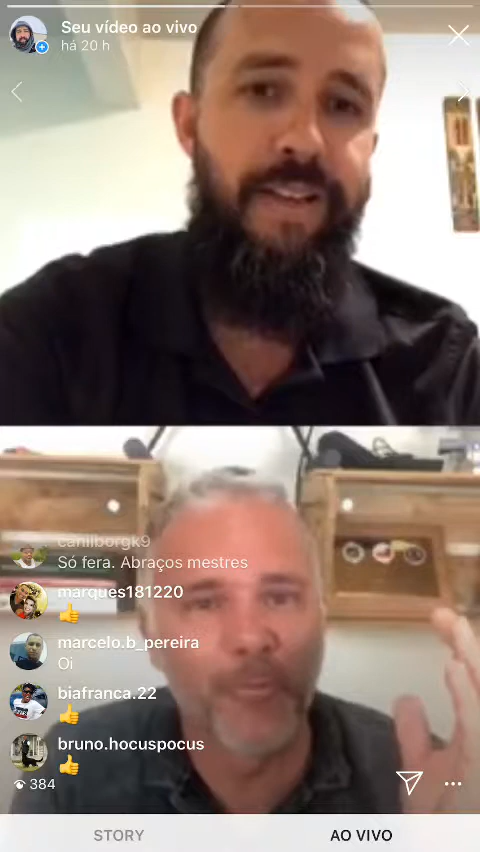 Seu vídeo ao vivo
há 20 h
canilborgk9
Só fera. Abraços mestres
marques181220
👍
marcelo.b_pereira
Oi
biafranca.22
👍
bruno.hocuspocus
👍
384
STORY
AO VIVO